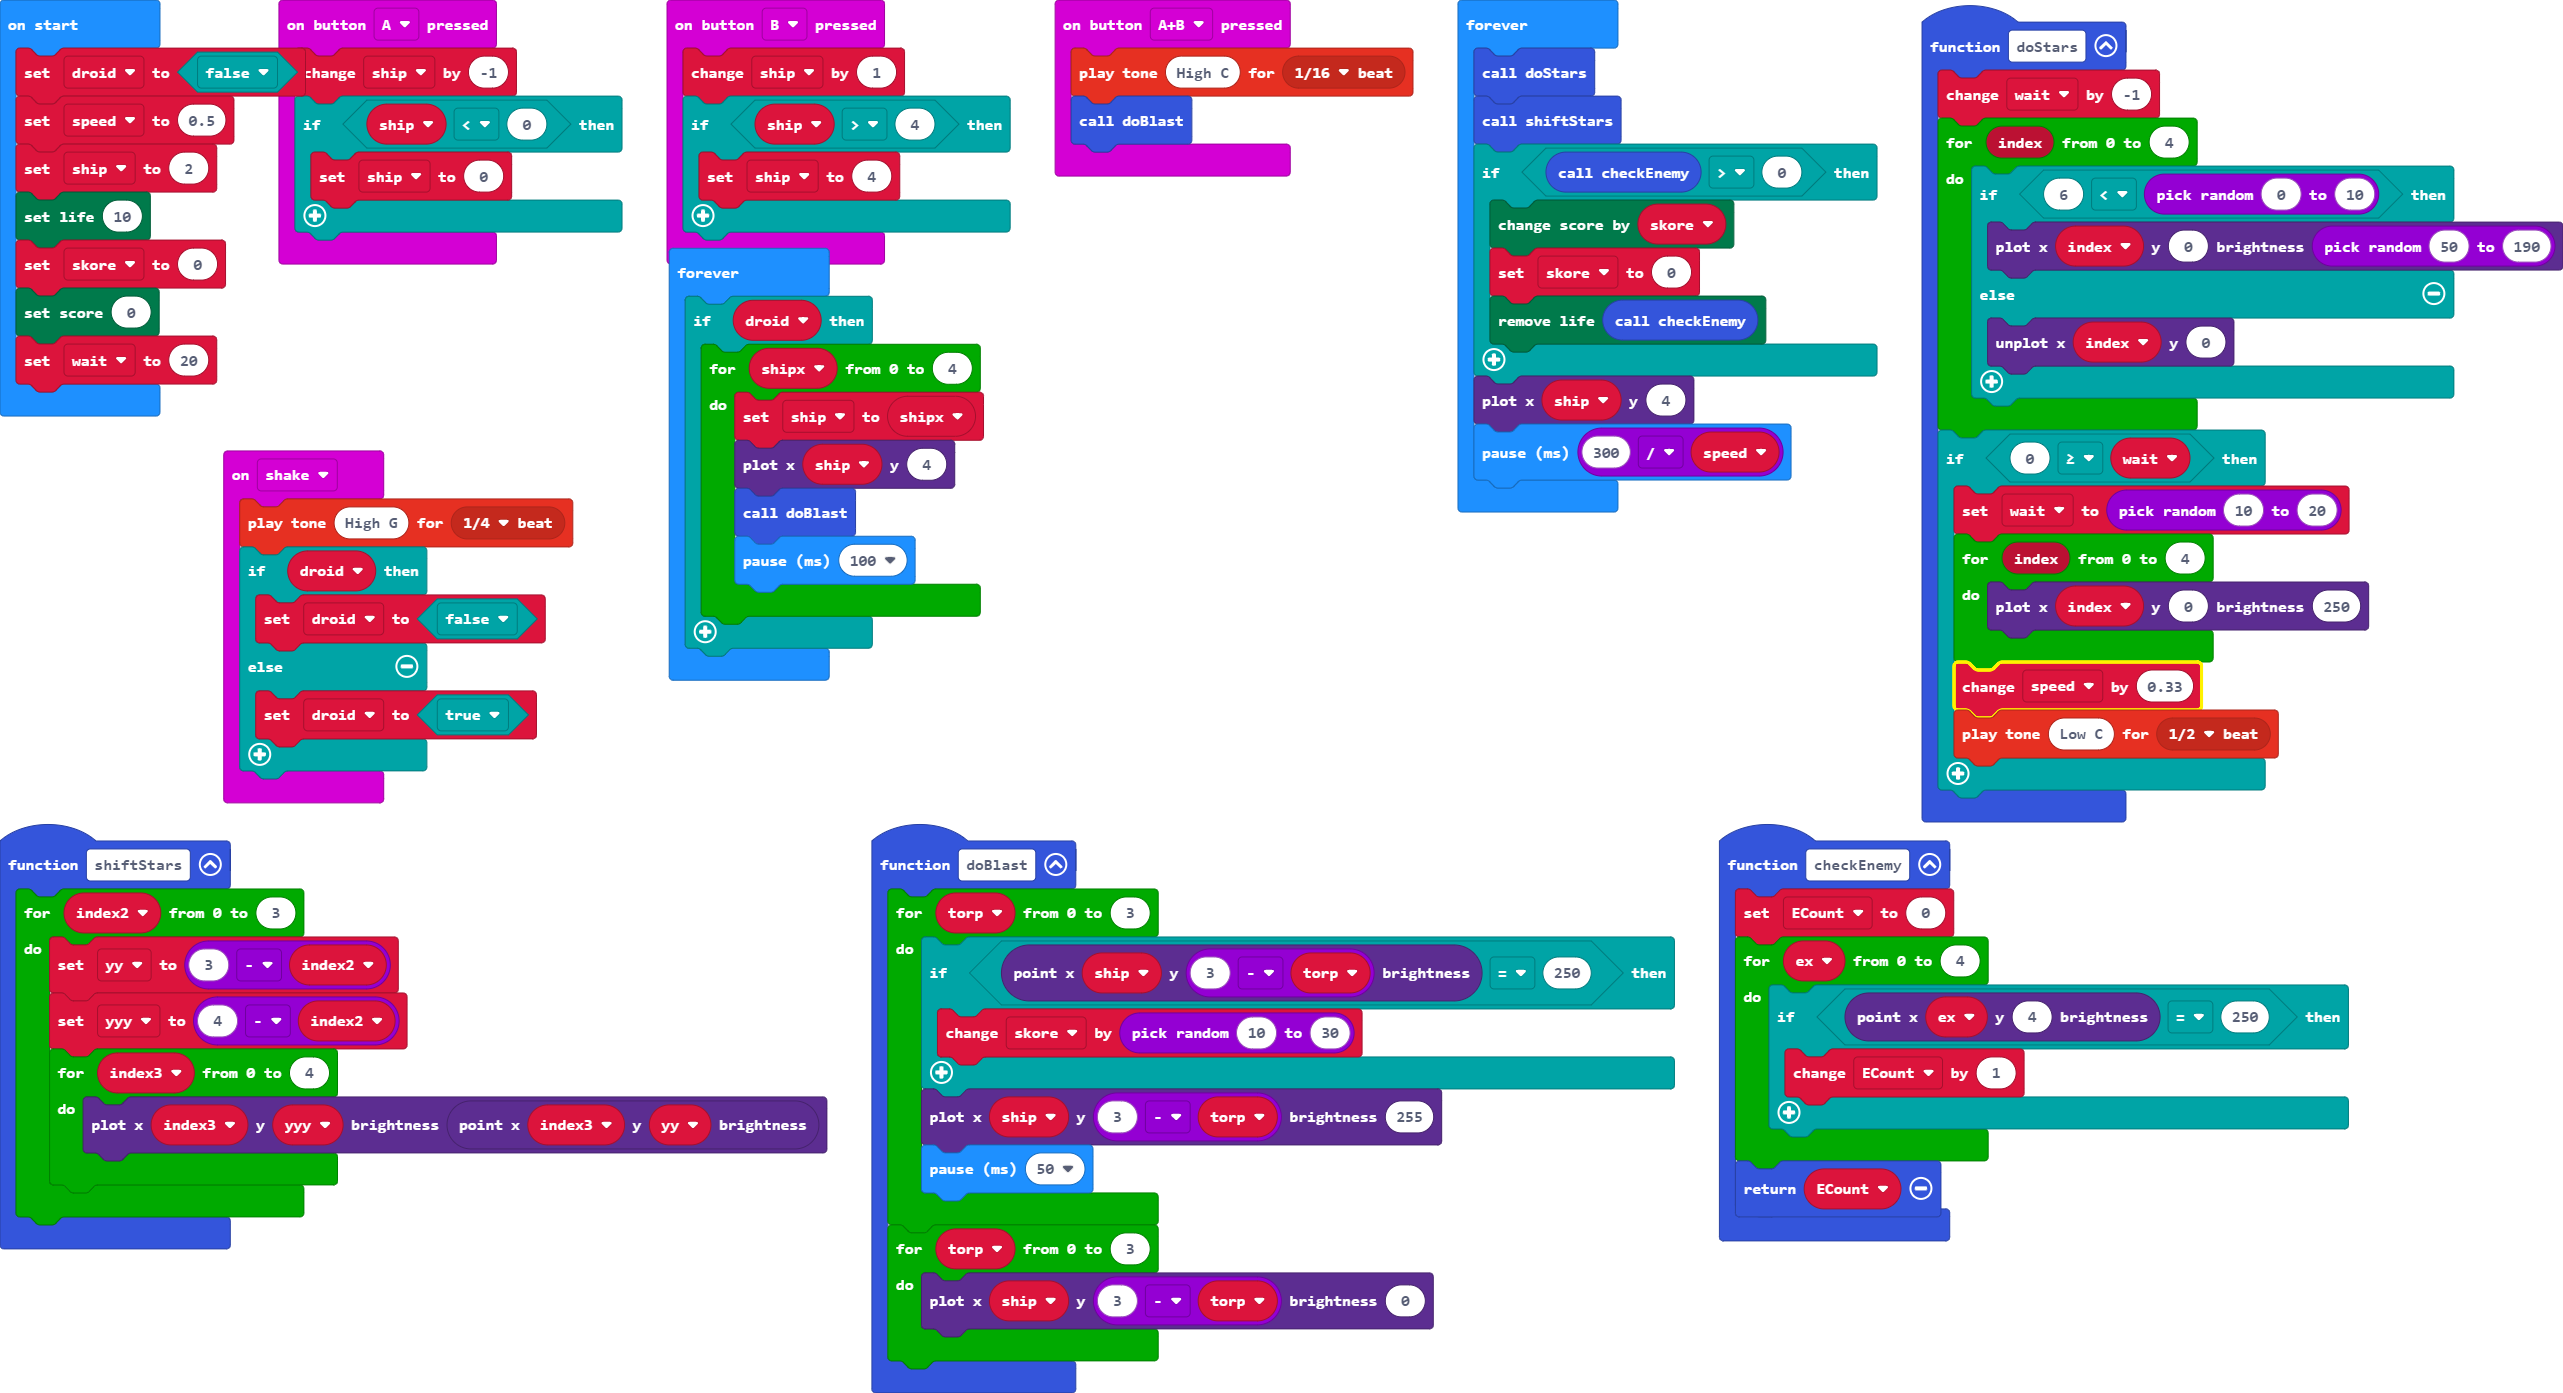 on start
set droid to false
set speed to 0.5
set ship to 2
set life 10
set skore to 0
set score 0
set wait to 20
on button A pressed
change ship by -1
if ship < 0 then
set ship to 0
on button B pressed
change ship by 1
if ship > 4 then
set ship to 4
on button A+B pressed
play tone High C for 1/16 beat
call doBlast
forever
call doStars
call shiftStars
if call checkEnemy > 0 then
change score by skore
set skore to 0
remove life call checkEnemy
plot x ship y 4
pause (ms) 300 / speed
function doStars
change wait by -1
for index from 0 to 4
do
if 6 < pick random 0 to 10 then
plot x index y 0 brightness pick random 50 to 190
else
unplot x index y 0
if 0 ≥ wait then
set wait to pick random 10 to 20
for index from 0 to 4
do plot x index y 0 brightness 250
change speed by 0.33
play tone Low C for 1/2 beat
forever
if droid then
for shipx from 0 to 4
do
set ship to shipx
plot x ship y 4
call doBlast
pause (ms) 100
on shake
play tone High G for 1/4 beat
if droid then
set droid to false
else
set droid to true
function shiftStars
for index2 from 0 to 3
do
set yy to 3 - index2
set yyy to 4 - index2
for index3 from 0 to 4
do
plot x index3 y yyy brightness point x index3 y yy brightness
function doBlast
for torp from 0 to 3
do
if point x ship y 3 - torp brightness = 250 then
change skore by pick random 10 to 30
plot x ship y 3 - torp brightness 255
pause (ms) 50
for torp from 0 to 3
do
plot x ship y 3 - torp brightness 0
function checkEnemy
set ECount to 0
for ex from 0 to 4
do
if point x ex y 4 brightness = 250 then
change ECount by 1
return ECount